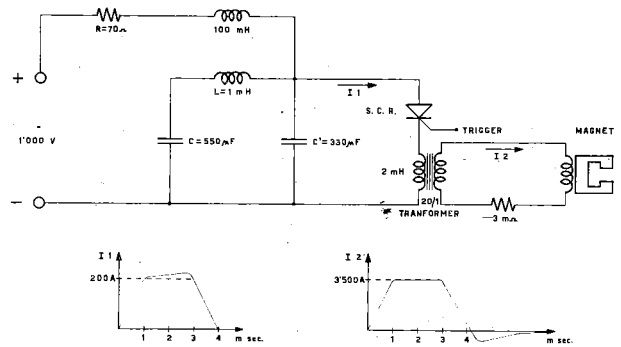 R=70Ω
100 mH
+
L=1 mH
I 1
S. C. R.
TRIGGER
MAGNET
1'000 V
C = 550μF
C' = 330μF
I 2
2 mH
20/1
TRANFORMER
3 mΩ
−
I 1
200A
1 2 3 4 m sec.
I 2
3'500A
1 2 3 4 m sec.